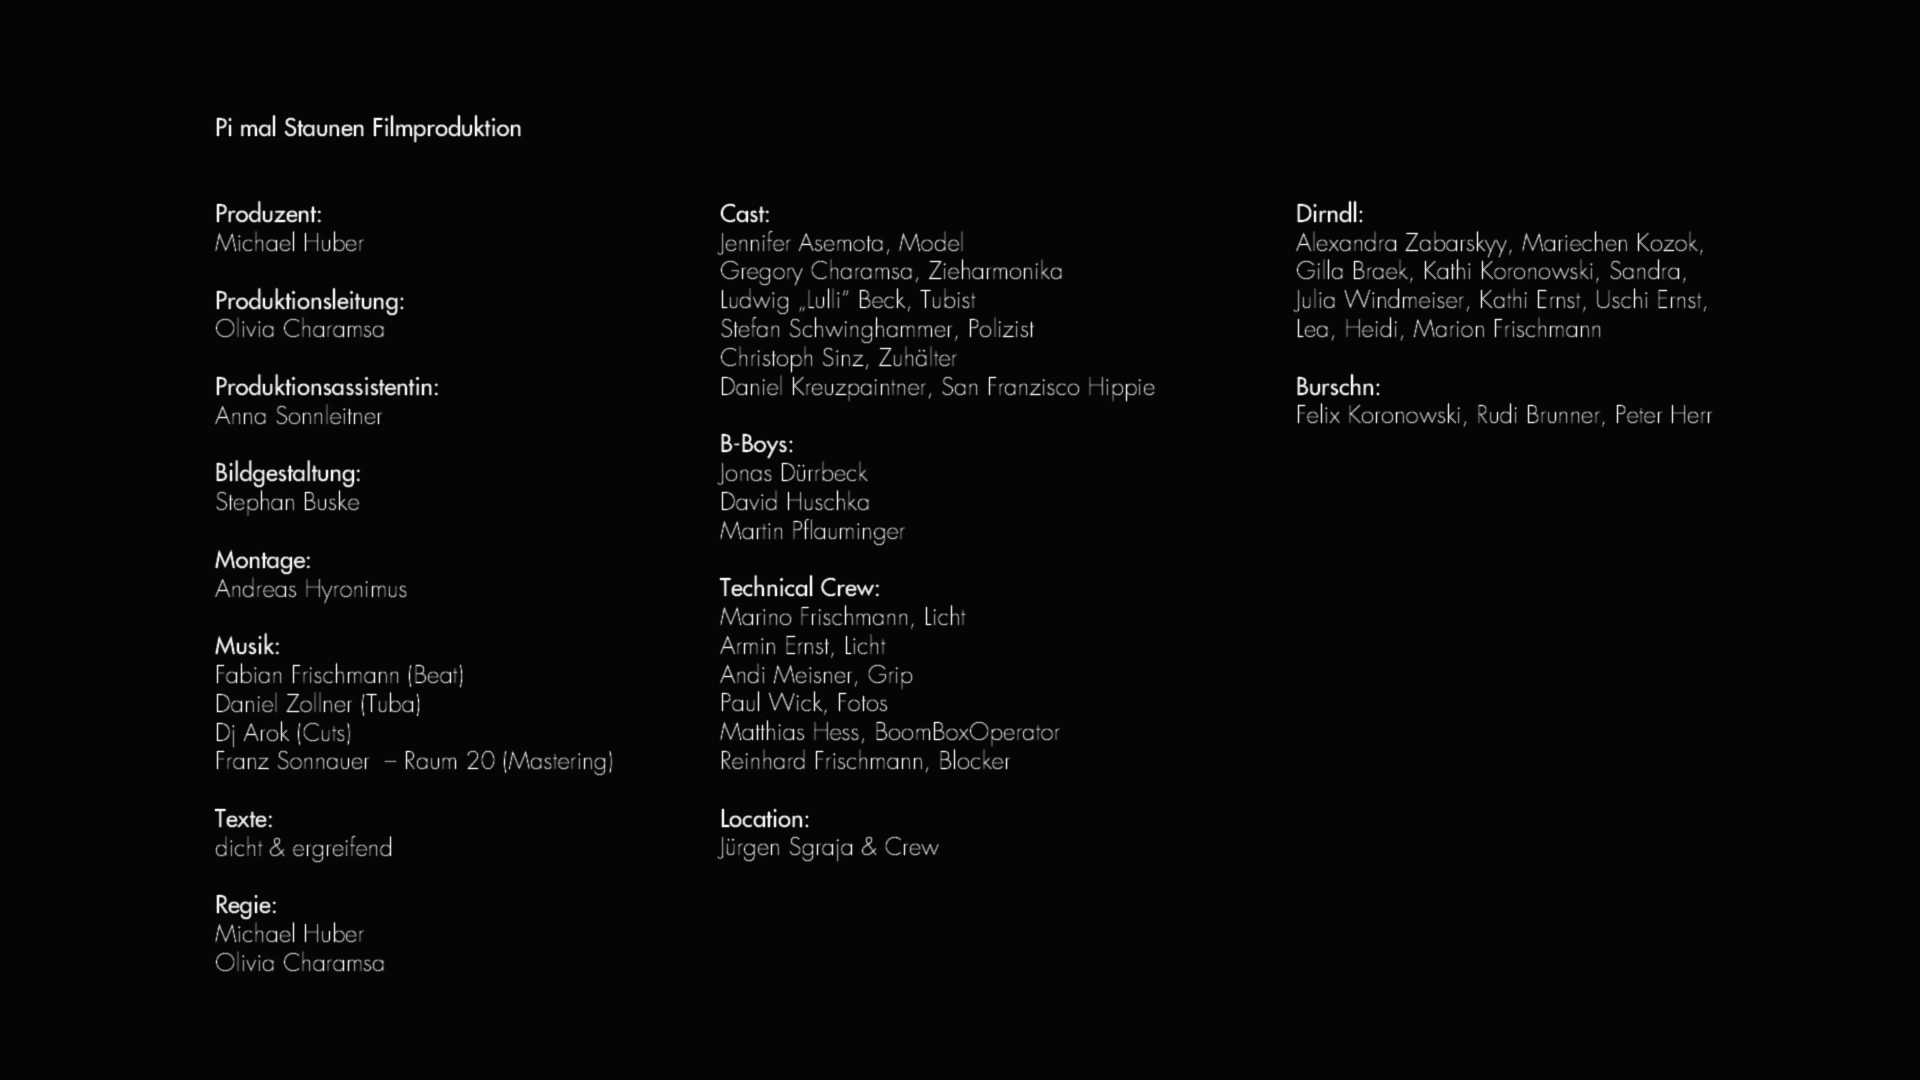 Pi mal Staunen Filmproduktion
Produzent:
Michael Huber
Produktionsleitung:
Olivia Charamsa
Produktionsassistentin:
Anna Sonnleitner
Bildgestaltung:
Stephan Buske
Montage:
Andreas Hyronimus
Musik:
Fabian Frischmann (Beat)
Daniel Zollner (Tuba)
Dj Arok (Cuts)
Franz Sonnauer – Raum 20 (Mastering)
Texte:
dicht & ergreifend
Regie:
Michael Huber
Olivia Charamsa
Cast:
Jennifer Asemota, Model
Gregory Charamsa, Zieharmonika
Ludwig „Lulli“ Beck, Tubist
Stefan Schwinghammer, Polizist
Christoph Sinz, Zuhälter
Daniel Kreuzpaintner, San Franzisco Hippie
B-Boys:
Jonas Dürrbeck
David Huschka
Martin Pflauminger
Technical Crew:
Marino Frischmann, Licht
Armin Ernst, Licht
Andi Meisner, Grip
Paul Wick, Fotos
Matthias Hess, BoomBoxOperator
Reinhard Frischmann, Blocker
Location:
Jürgen Sgraja & Crew
Dirndl:
Alexandra Zabarskyy, Mariechen Kozok,
Gilla Braek, Kathi Koronowski, Sandra,
Julia Windmeiser, Kathi Ernst, Uschi Ernst,
Lea, Heidi, Marion Frischmann
Burschn:
Felix Koronowski, Rudi Brunner, Peter Herr